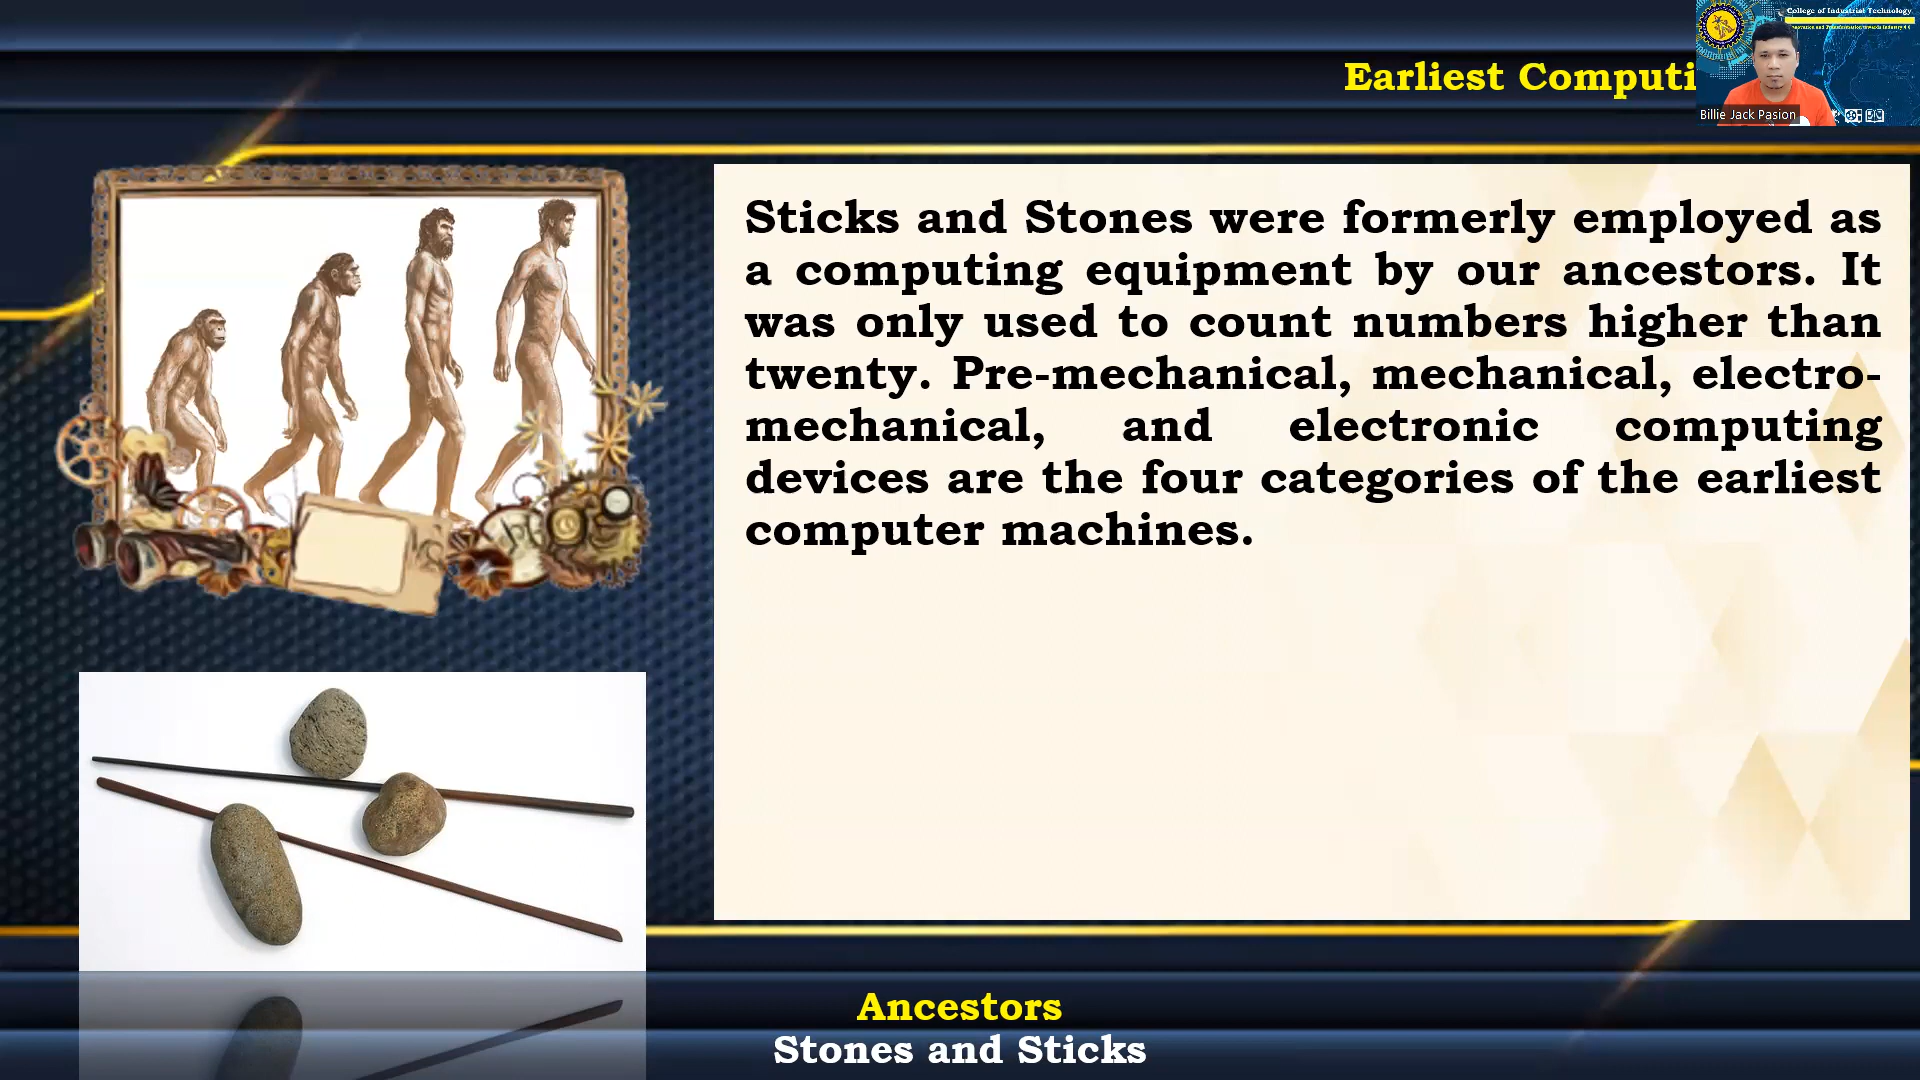 College of Industrial Technology
Earliest Computi
Billie Jack Pasion
Sticks and Stones were formerly employed as
a computing equipment by our ancestors. It
was only used to count numbers higher than
twenty. Pre-mechanical, mechanical, electro-
mechanical, and electronic computing
devices are the four categories of the earliest
computer machines.
Ancestors
Stones and Sticks